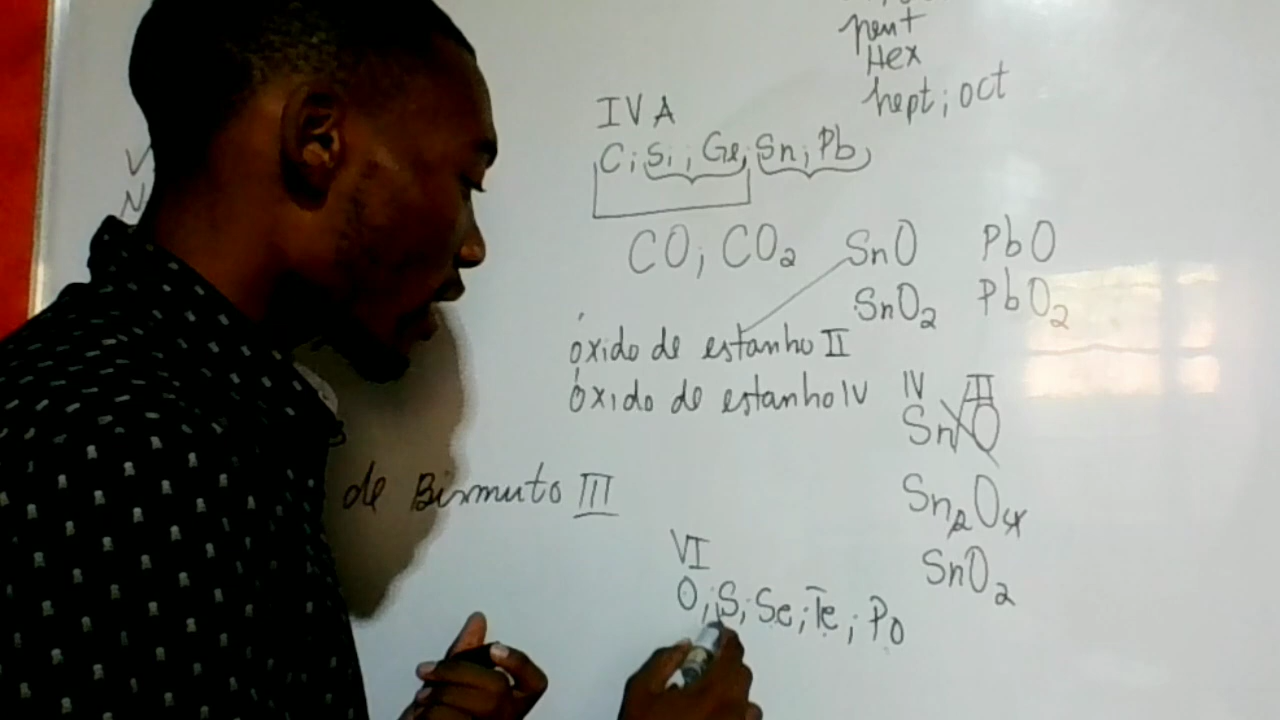 pent
Hex
hept; oct
IV A
C; Si; Ge; Sn; Pb
CO; CO2 SnO PbO
SnO2 PbO2
óxido de estanho II
óxido de estanho IV
IV II
SnO
Sn2O4
SnO2
de Bismuto III
VI
O; S; Se; Te; Po